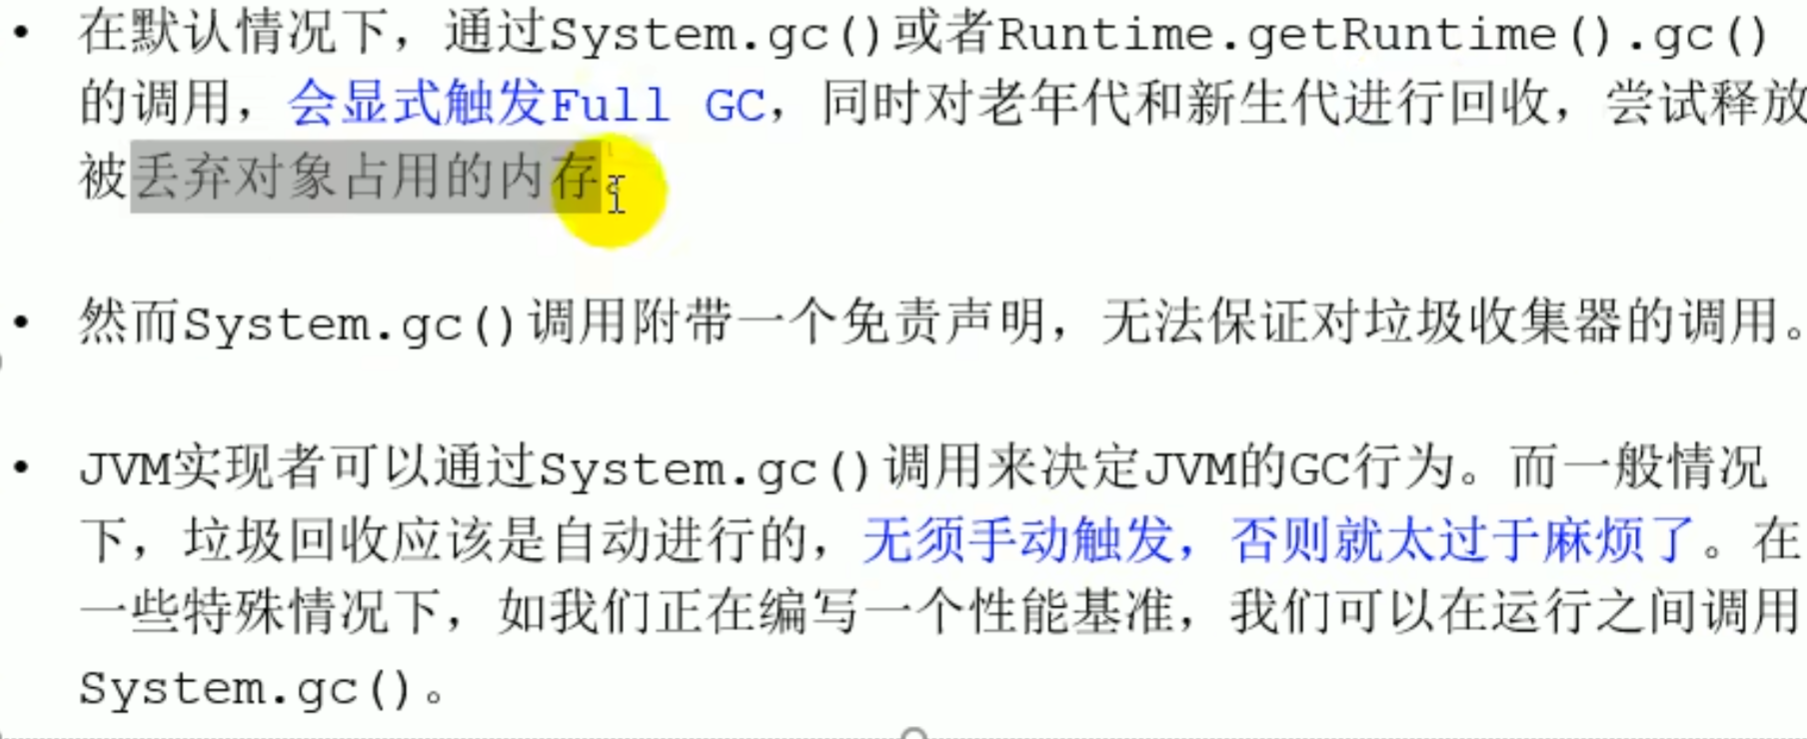 • 在默认情况下，通过System.gc()或者Runtime.getRuntime().gc()
的调用，会显式触发Full GC，同时对老年代和新生代进行回收，尝试释放
被丢弃对象占用的内存。
• 然而System.gc()调用附带一个免责声明，无法保证对垃圾收集器的调用。
• JVM实现者可以通过System.gc()调用来决定JVM的GC行为。而一般情况
下，垃圾回收应该是自动进行的，无须手动触发，否则就太过于麻烦了。在
一些特殊情况下，如我们正在编写一个性能基准，我们可以在运行之间调用
System.gc()。